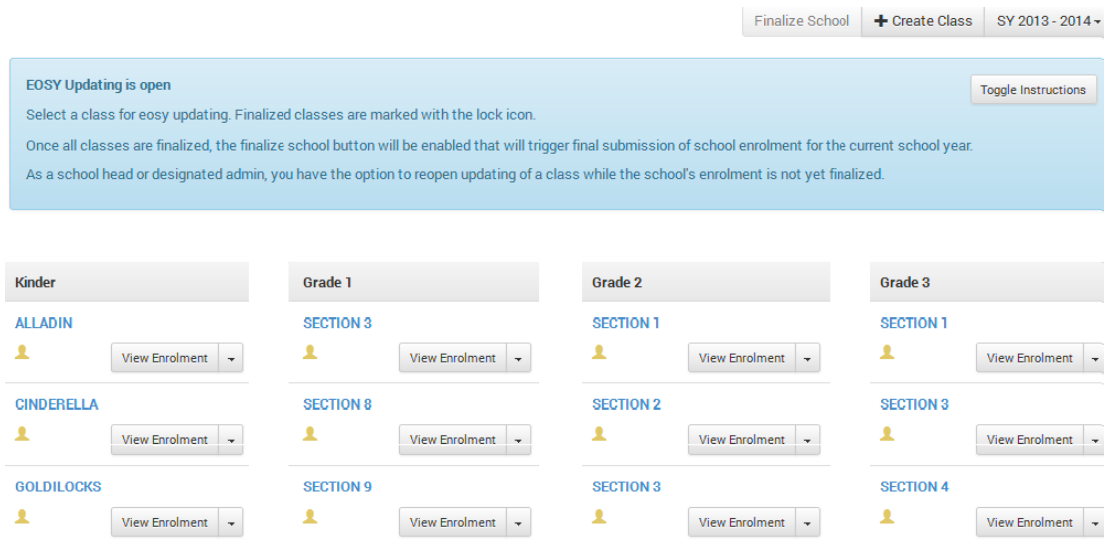 Finalize School + Create Class SY 2013 - 2014
EOSY Updating is open
Toggle Instructions
Select a class for eosy updating. Finalized classes are marked with the lock icon.
Once all classes are finalized, the finalize school button will be enabled that will trigger final submission of school enrolment for the current school year.
As a school head or designated admin, you have the option to reopen updating of a class while the school's enrolment is not yet finalized.
Kinder Grade 1 Grade 2 Grade 3
ALLADIN SECTION 3 SECTION 1 SECTION 1
View Enrolment View Enrolment View Enrolment View Enrolment
CINDERELLA SECTION 8 SECTION 2 SECTION 3
View Enrolment View Enrolment View Enrolment View Enrolment
GOLDILOCKS SECTION 9 SECTION 3 SECTION 4
View Enrolment View Enrolment View Enrolment View Enrolment